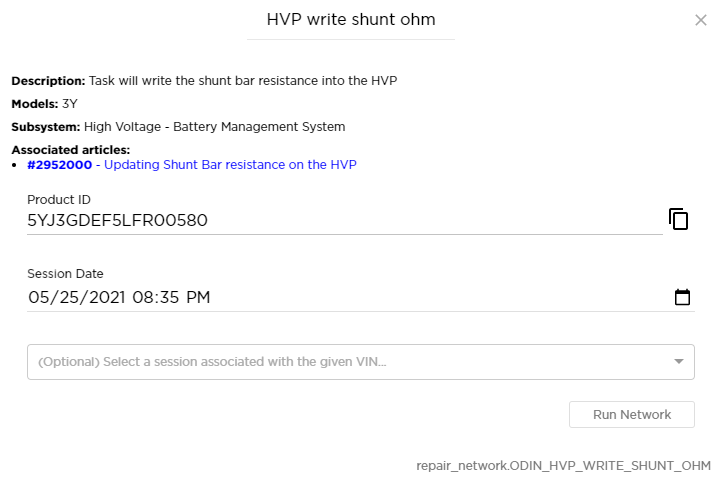 HVP write shunt ohm
Description: Task will write the shunt bar resistance into the HVP
Models: 3Y
Subsystem: High Voltage - Battery Management System
Associated articles:
• #2952000 - Updating Shunt Bar resistance on the HVP
Product ID
5YJ3GDEF5LFR00580
Session Date
05/25/2021 08:35 PM
(Optional) Select a session associated with the given VIN...
Run Network
repair_network.ODIN_HVP_WRITE_SHUNT_OHM